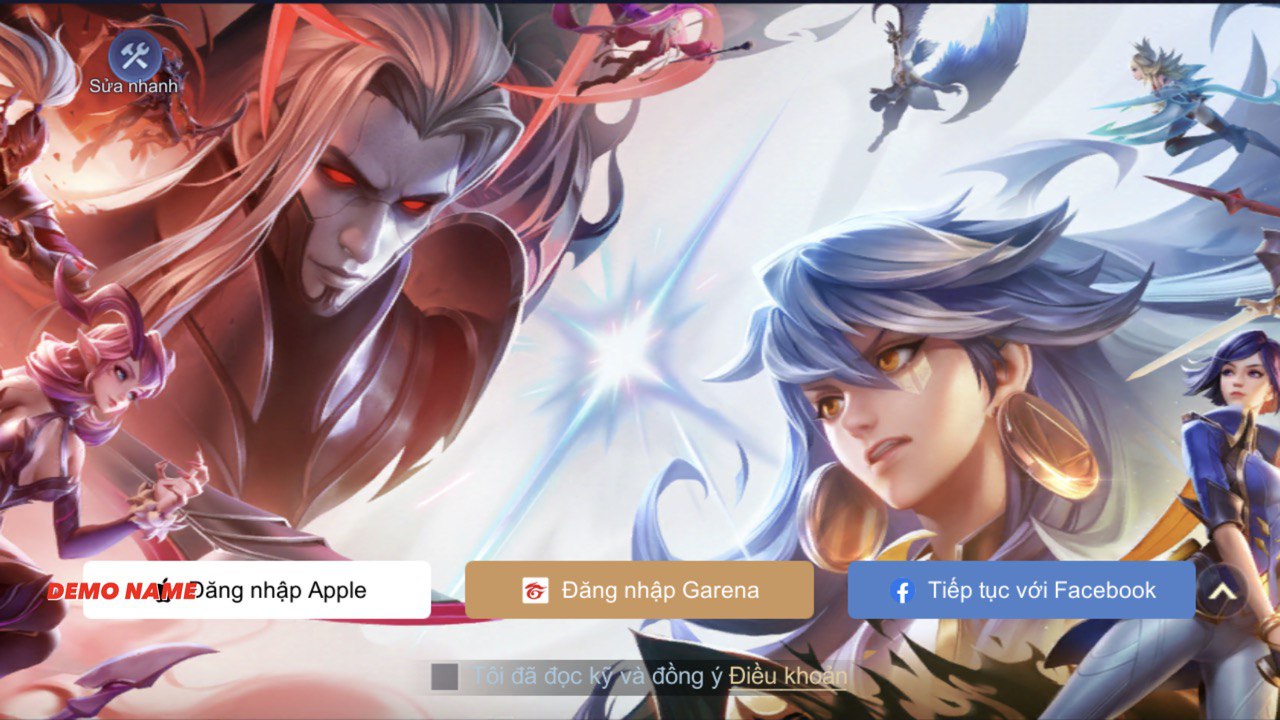 Sửa nhanh
DEMO NAME
Đăng nhập Apple
Đăng nhập Garena
Tiếp tục với Facebook
Tôi đã đọc kỹ và đồng ý Điều khoản